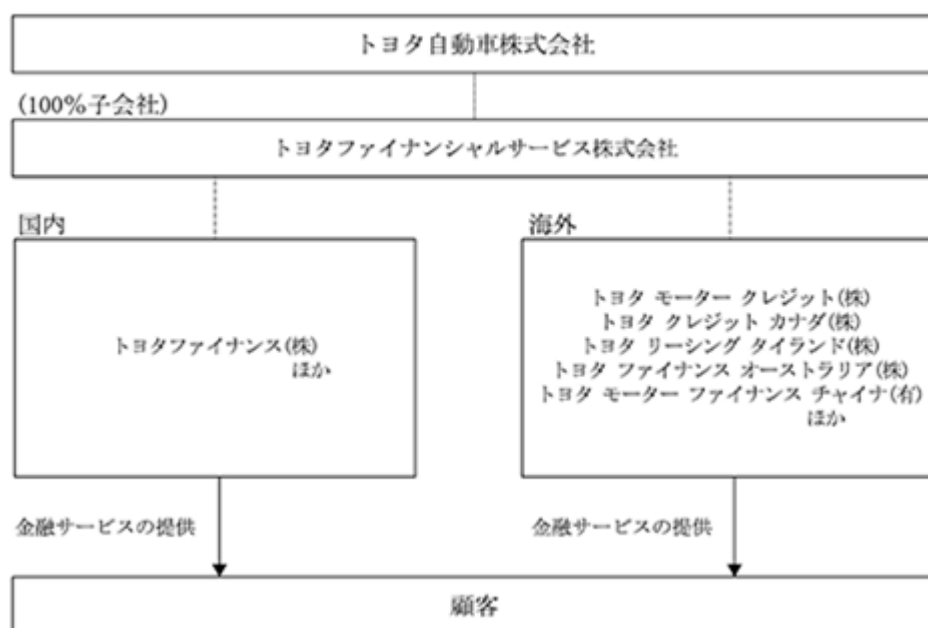 トヨタ自動車株式会社
(100%子会社)
トヨタファイナンシャルサービス株式会社
国内
トヨタファイナンス(株)
ほか
海外
トヨタ モーター クレジット(株)
トヨタ クレジット カナダ(株)
トヨタ リーシング タイランド(株)
トヨタ ファイナンス オーストラリア(株)
トヨタ モーター ファイナンス チャイナ(有)
ほか
金融サービスの提供
金融サービスの提供
顧客